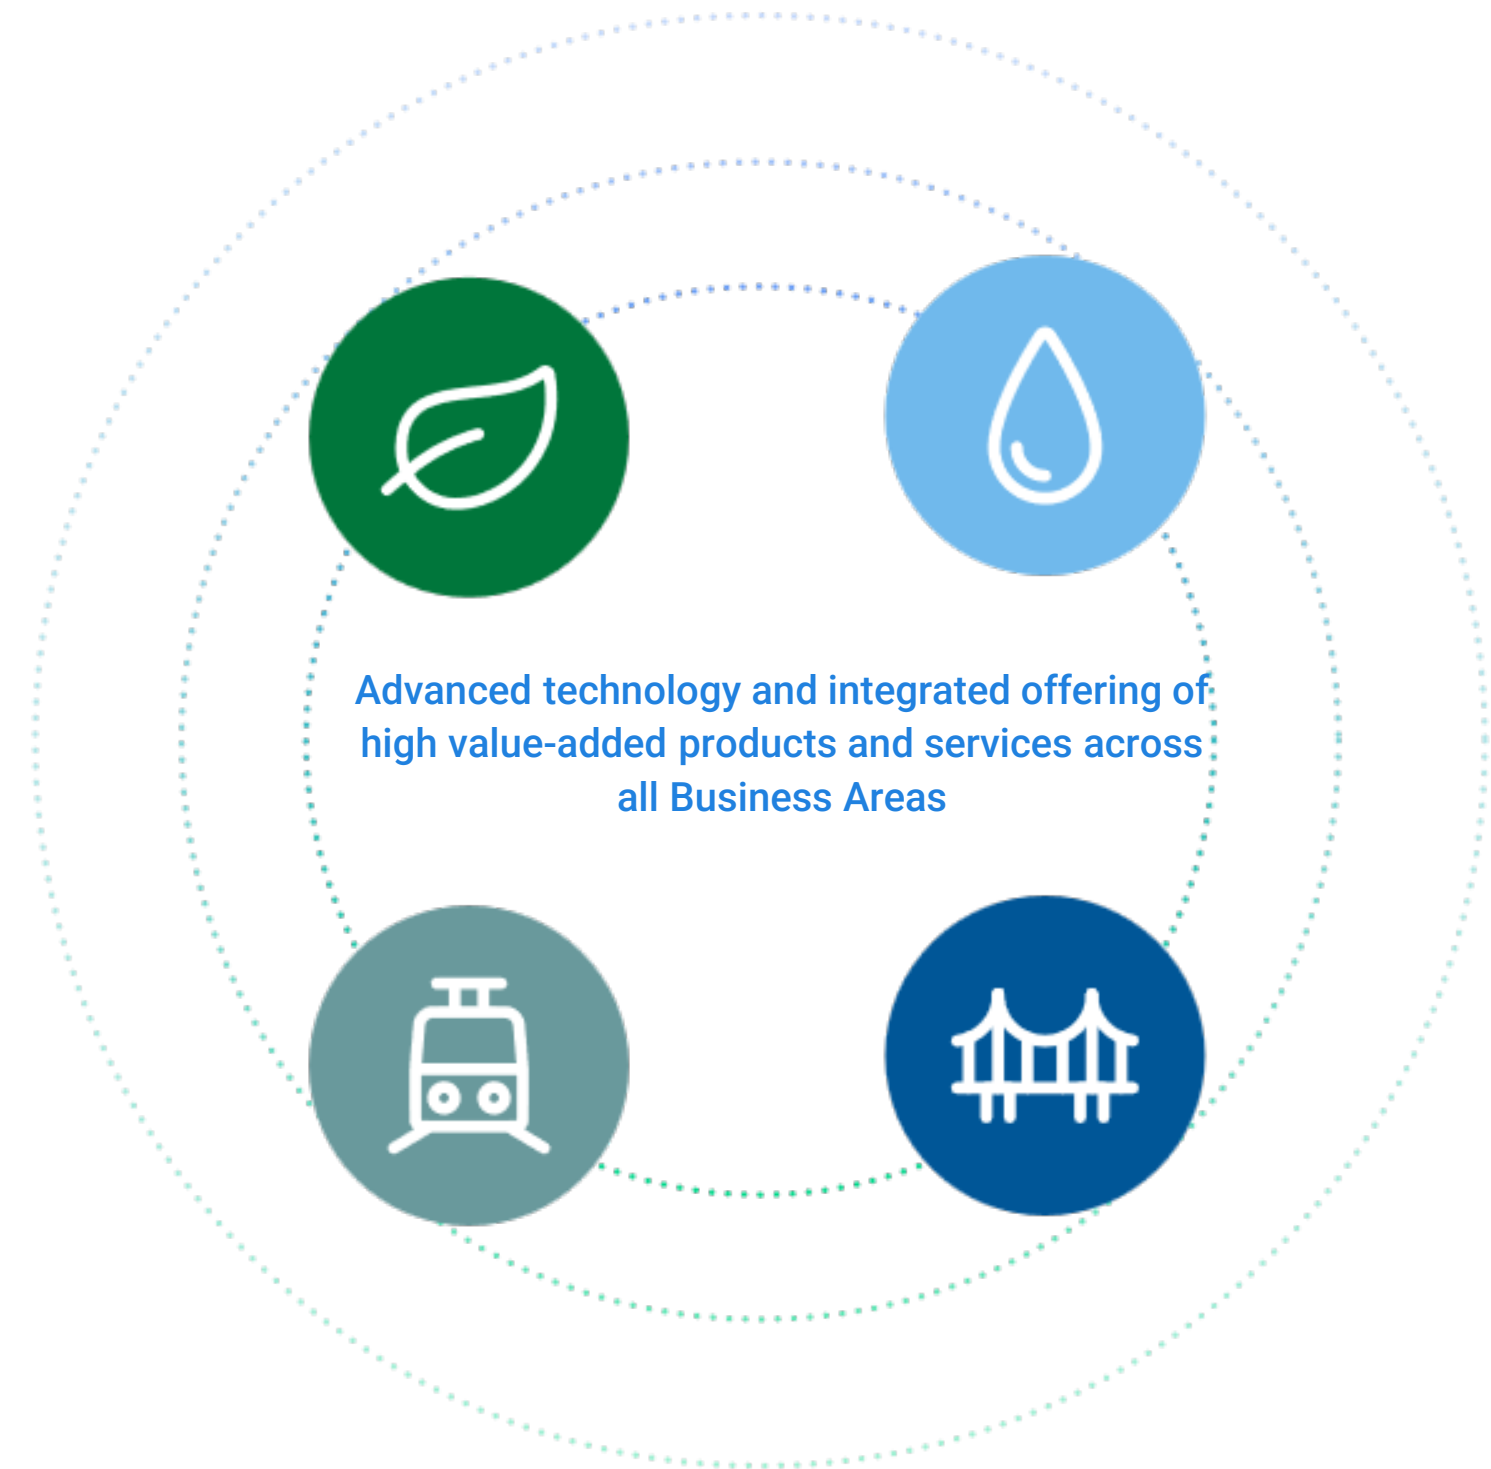 Advanced technology and integrated offering of
high value-added products and services across
all Business Areas